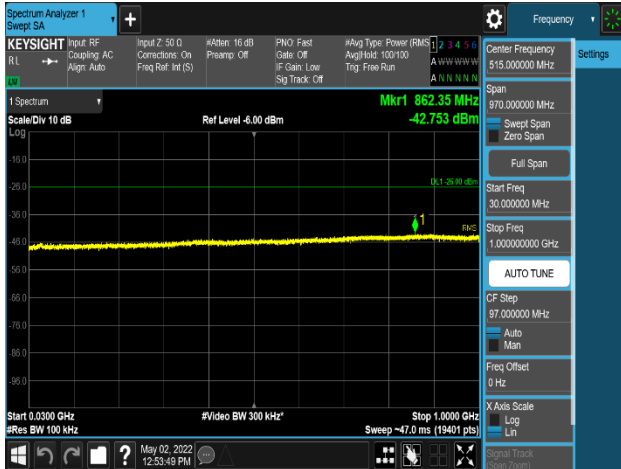 Spectrum Analyzer 1
Swept SA
+
Frequency
KEYSIGHT
RL
LV
Input: RF
Coupling: AC
Align: Auto
Input Z: 50 Ω
Corrections: On
Freq Ref: Int (S)
#Atten: 16 dB
Preamp: Off
PNO: Fast
Gate: Off
IF Gain: Low
Sig Track: Off
#Avg Type: Power (RMS
Avg|Hold: 100/100
Trig: Free Run
1 2 3 4 5 6
A W W W W W
A N N N N N
1 Spectrum
Scale/Div 10 dB
Log
Ref Level -6.00 dBm
Mkr1 862.35 MHz
-42.753 dBm
-16.0
-26.0
-36.0
-46.0
-56.0
-66.0
-76.0
-86.0
-96.0
DL1 -26.00 dBm
1
RMS
Start 0.0300 GHz
#Res BW 100 kHz
#Video BW 300 kHz*
Stop 1.0000 GHz
Sweep ~47.0 ms (19401 pts)
?
May 02, 2022
12:53:49 PM
Center Frequency
515.000000 MHz
Settings
Span
970.000000 MHz
Swept Span
Zero Span
Full Span
Start Freq
30.000000 MHz
Stop Freq
1.000000000 GHz
AUTO TUNE
CF Step
97.000000 MHz
Auto
Man
Freq Offset
0 Hz
X Axis Scale
Log
Lin
Signal Track
(Span Zoom)